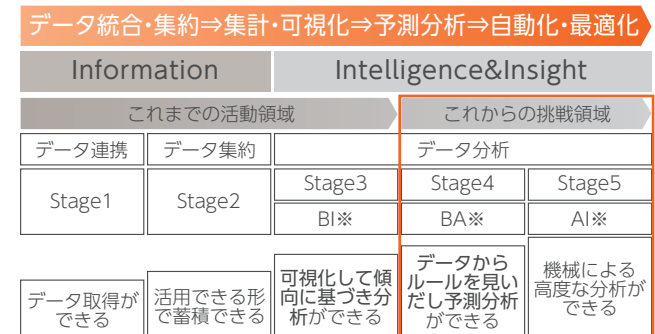 データ統合・集約⇒集計・可視化⇒予測分析⇒自動化・最適化
Information
Intelligence&Insight
これまでの活動領域
これからの挑戦領域
データ連携
データ集約
データ分析
Stage1
Stage2
Stage3
Stage4
Stage5
BI※
BA※
AI※
データ取得が
できる
活用できる形
で蓄積できる
可視化して傾
向に基づき分
析ができる
データから
ルールを見い
だし予測分析
ができる
機械による
高度な分析が
できる